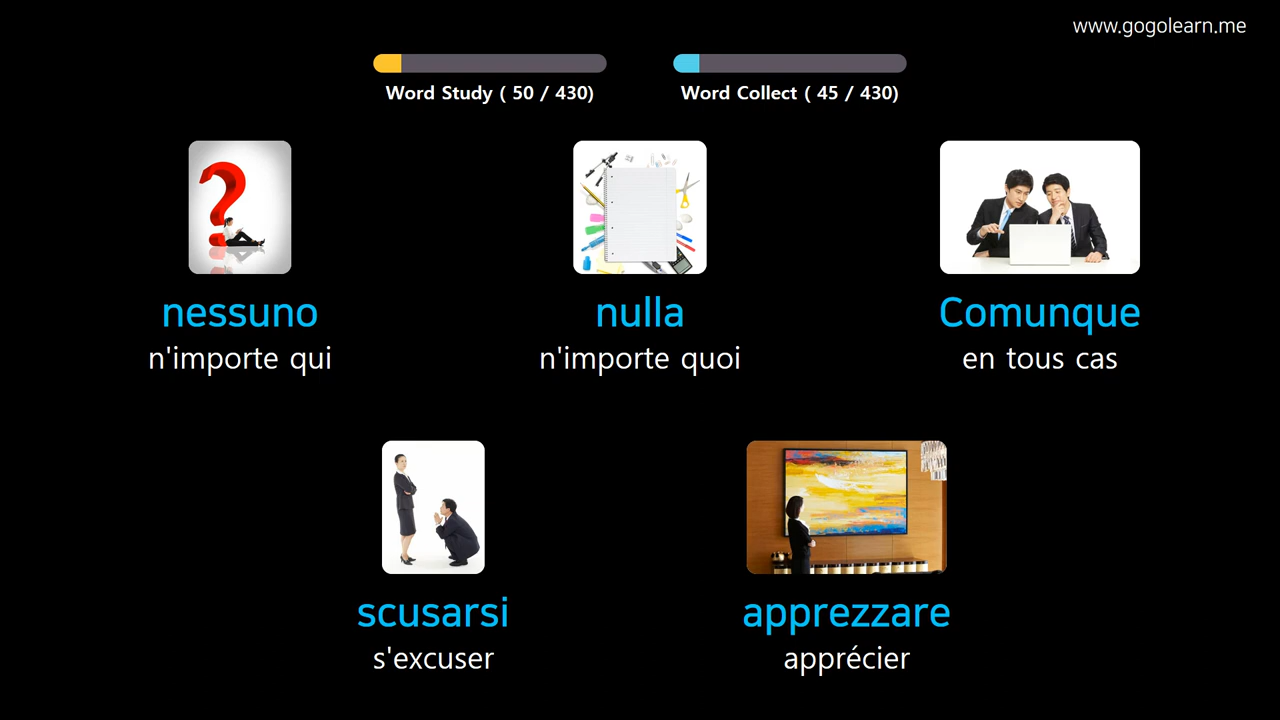 www.gogolearn.me
Word Study ( 50 / 430)
Word Collect ( 45 / 430)
nessuno
n'importe qui
nulla
n'importe quoi
Comunque
en tous cas
scusarsi
s'excuser
apprezzare
apprécier